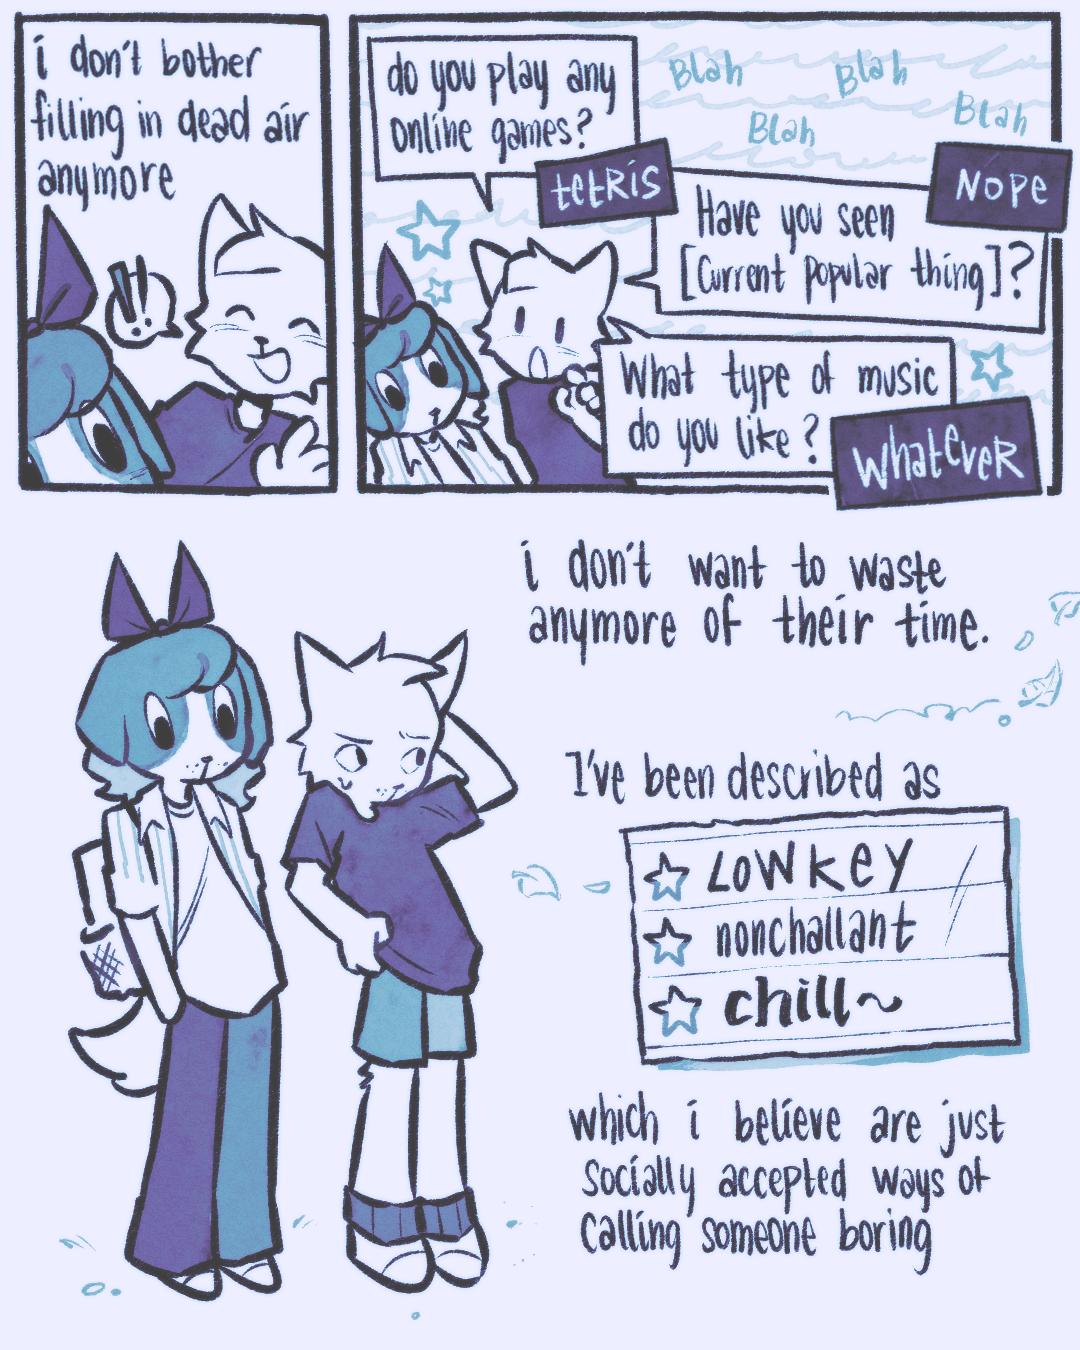 i don't bother
filling in dead air
anymore
!!
do you play any
online games?
tetRis
Blah
Blah
Blah
Blah
Nope
Have you seen
[Current popular thing]?
What type of music
do you like?
WhateveR
i don't want to waste
anymore of their time.
I've been described as
LOWKEY
nonchallant
chill~
which i believe are just
socially accepted ways of
calling someone boring